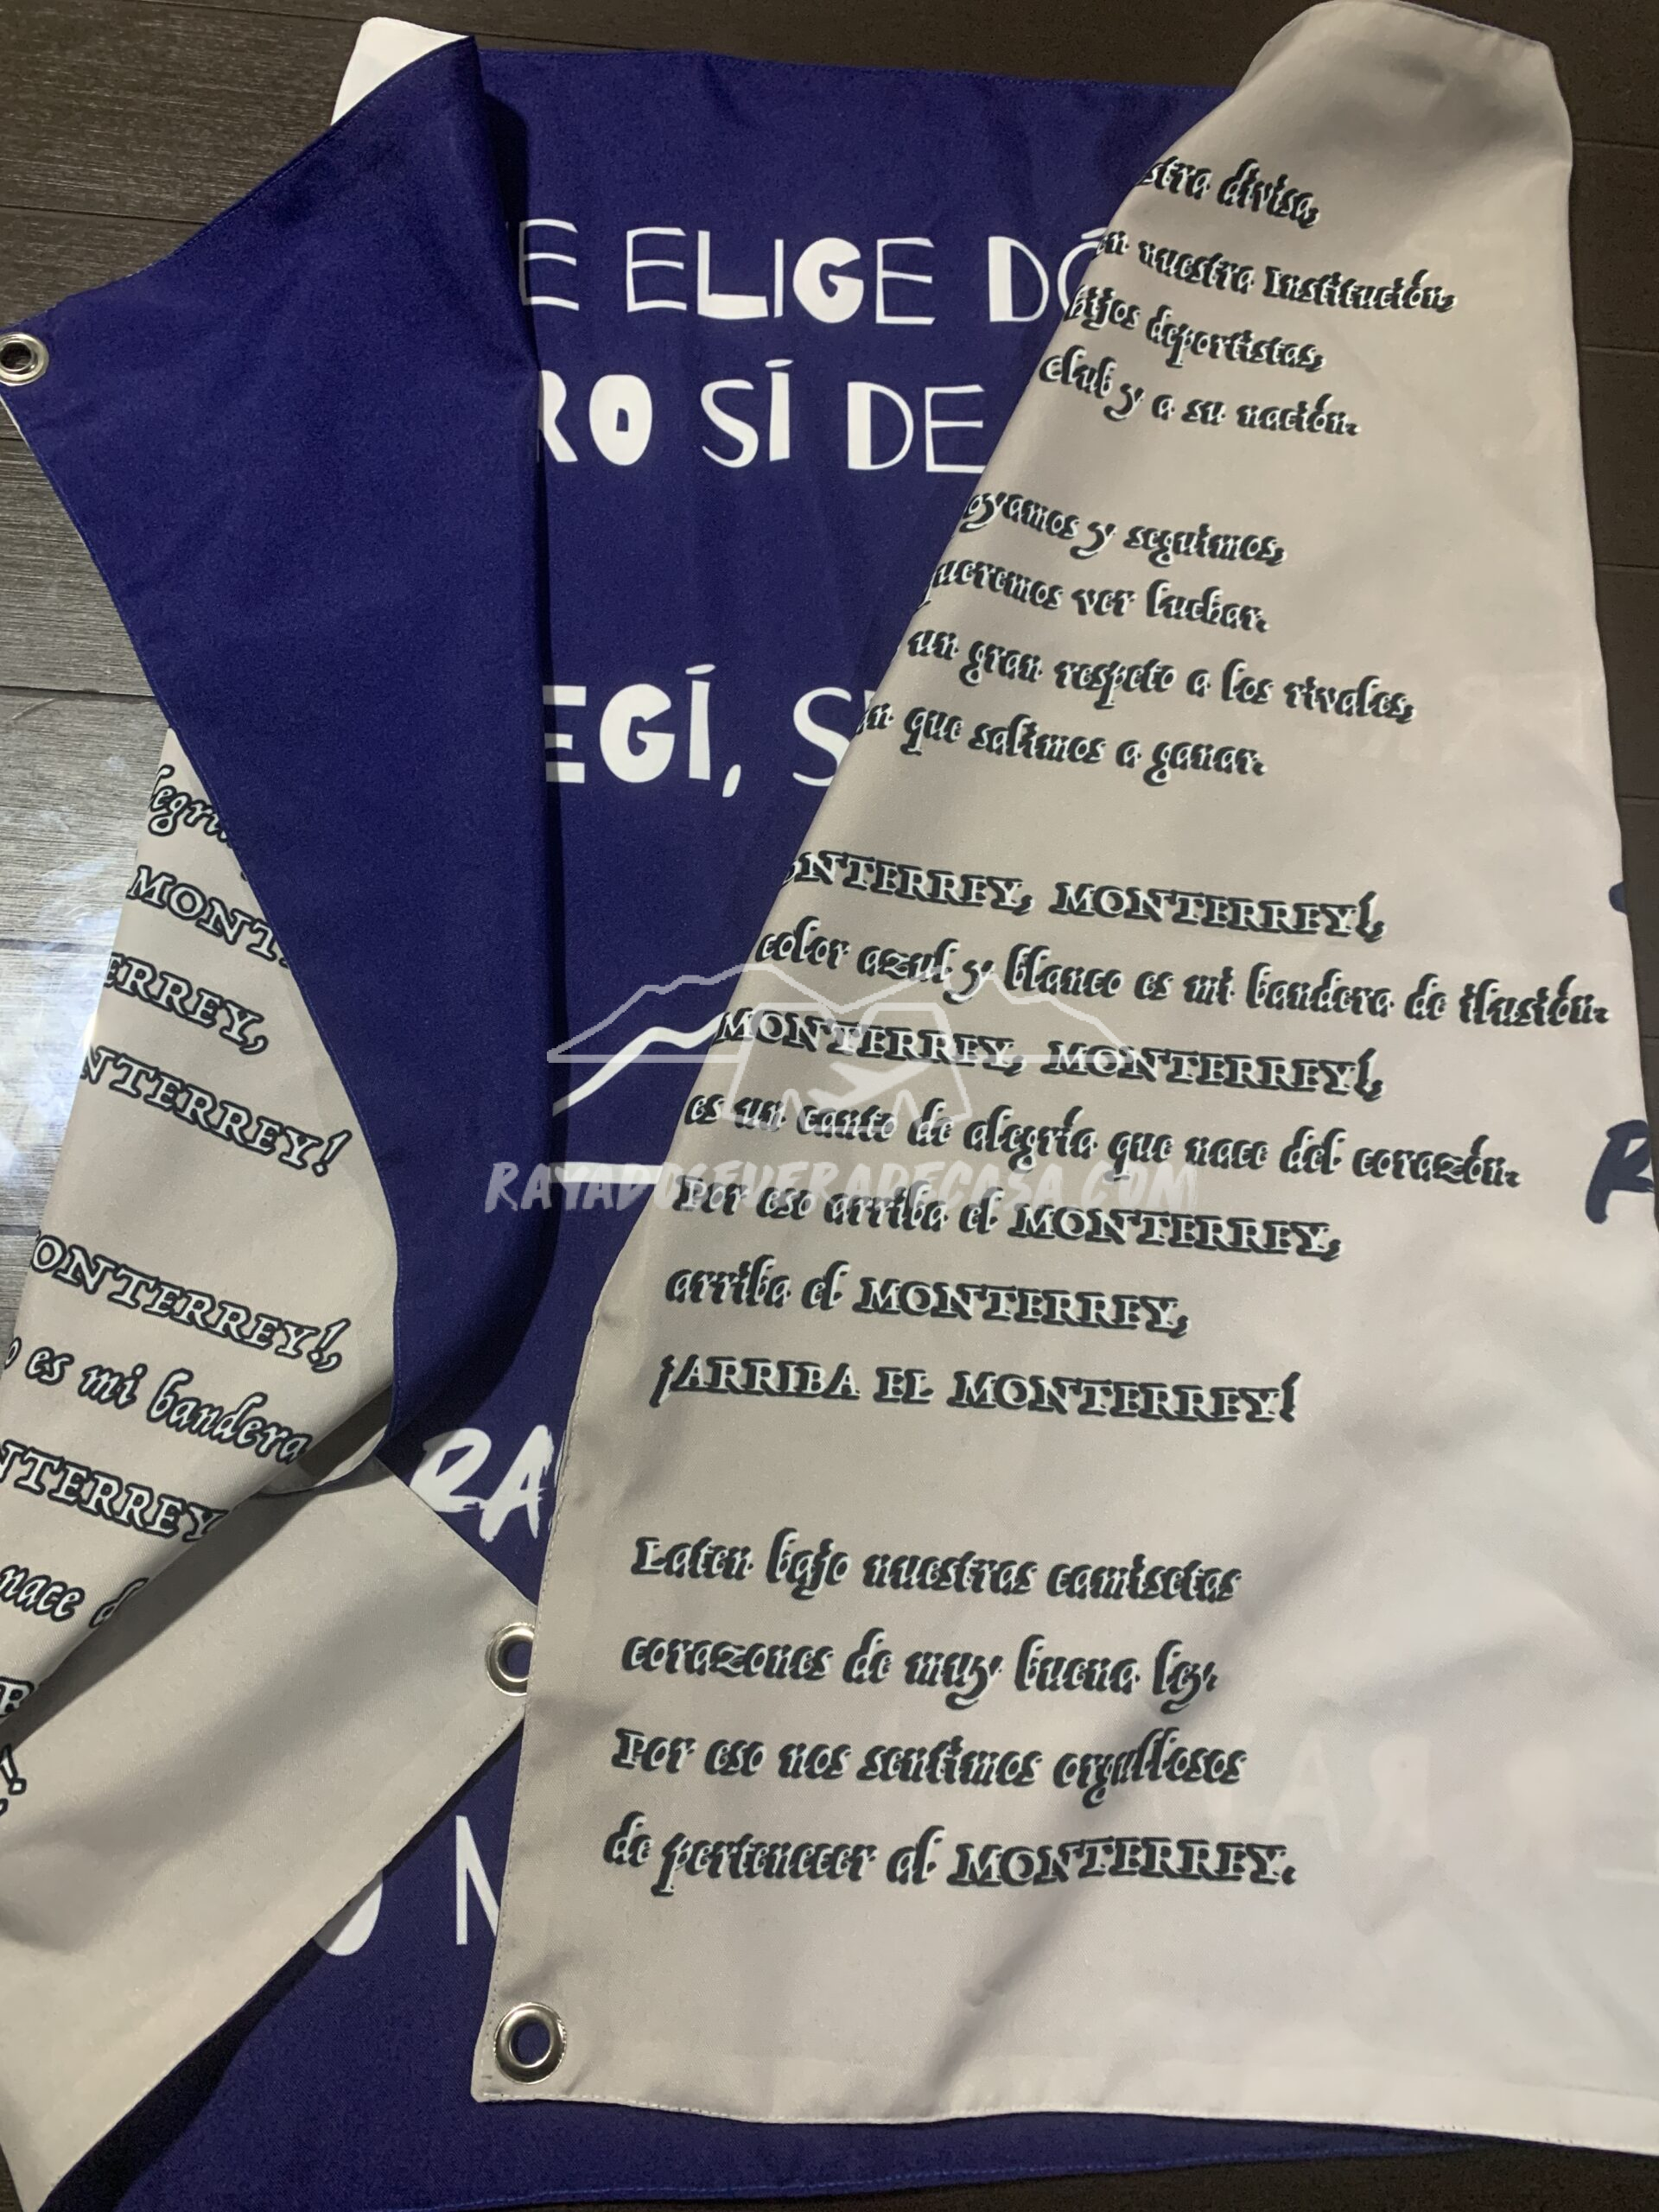 ELIGE
SÍ DE
stra divisa,
en nuestra Institución,
hijos deportistas,
club y a su nación.
oyamos y seguimos,
queremos ver luchar.
un gran respeto a los rivales,
en que salimos a ganar.
ONTERREY, MONTERREY!,
color azul y blanco es mi bandera de ilusión.
MONTERREY, MONTERREY!,
es un canto de alegría que nace del corazón.
Por eso arriba el MONTERREY,
arriba el MONTERREY,
¡ARRIBA EL MONTERREY!
Laten bajo nuestras camisetas
corazones de muy buena ley.
Por eso nos sentimos orgullosos
de pertenecer al MONTERREY.
MONT
ERREY,
NTERREY!
ONTERREY!,
o es mi bandera
NTERREY
nace d
RAYADOSFUERADECASA.COM